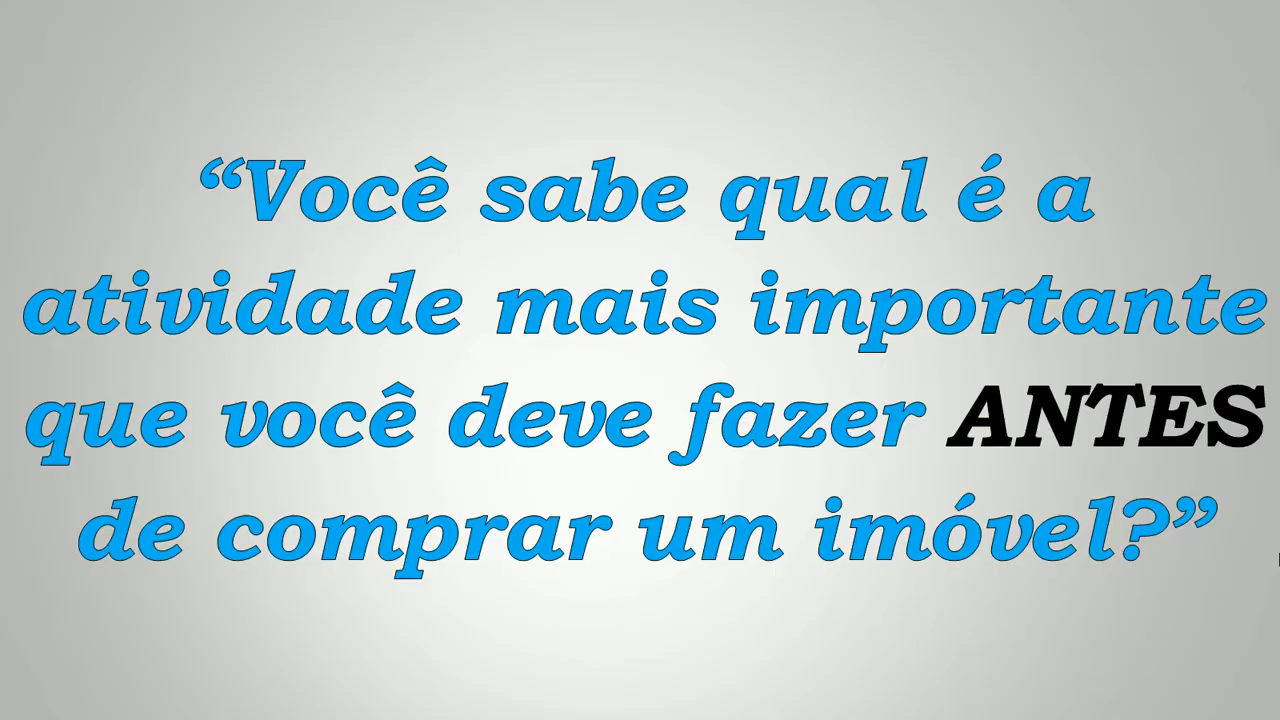 “Você sabe qual é a
atividade mais importante
que você deve fazer ANTES
de comprar um imóvel?”